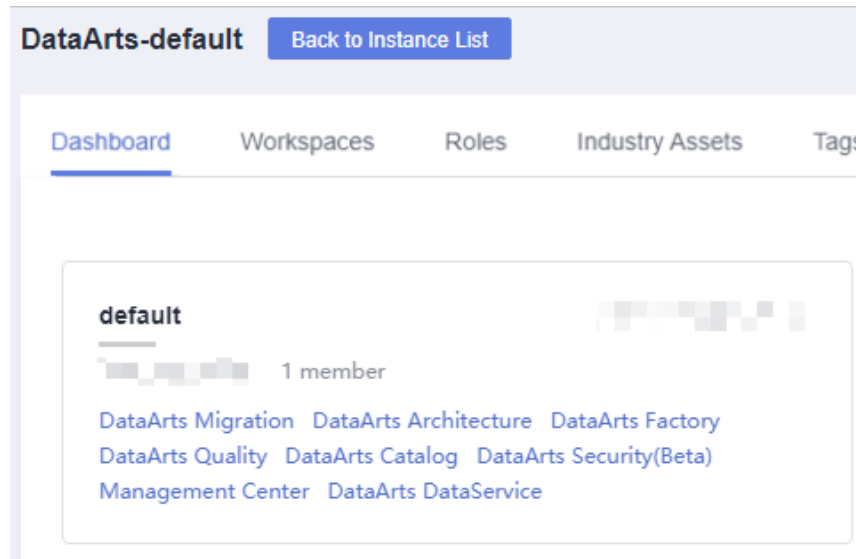 DataArts-default Back to Instance List
Dashboard Workspaces Roles Industry Assets Tags
default
1 member
DataArts Migration DataArts Architecture DataArts Factory
DataArts Quality DataArts Catalog DataArts Security(Beta)
Management Center DataArts DataService